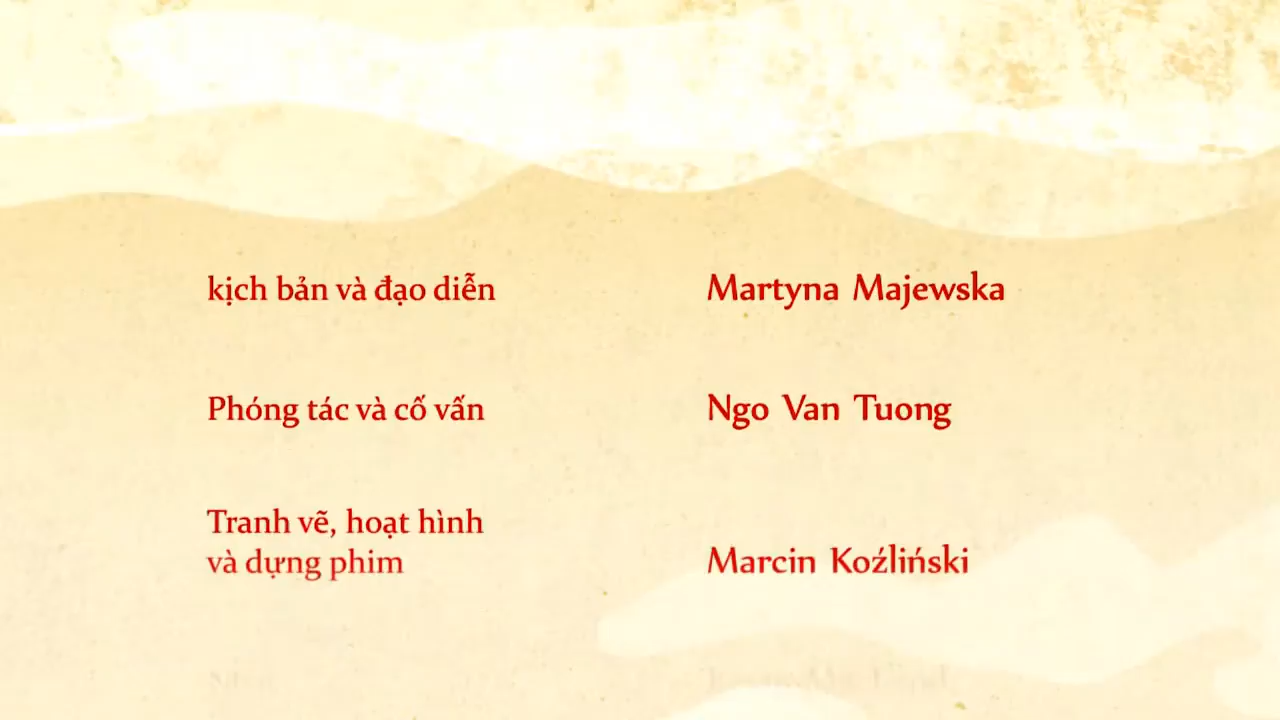 kịch bản và đạo diễn
Martyna Majewska
Phóng tác và cố vấn
Ngo Van Tuong
Tranh vẽ, hoạt hình
và dựng phim
Marcin Koźliński